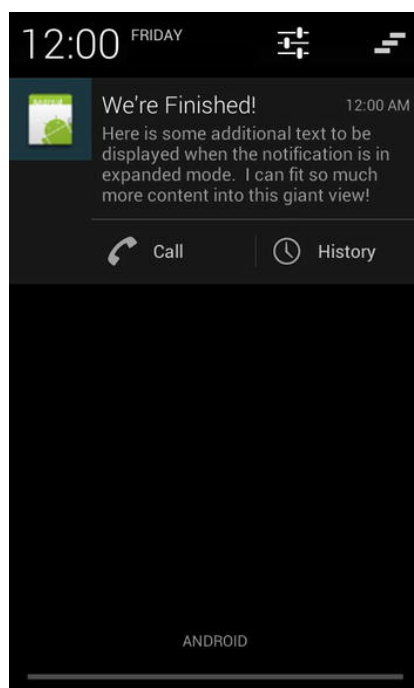 12:00 FRIDAY
We're Finished! 12:00 AM
Here is some additional text to be
displayed when the notification is in
expanded mode. I can fit so much
more content into this giant view!
Call History
ANDROID